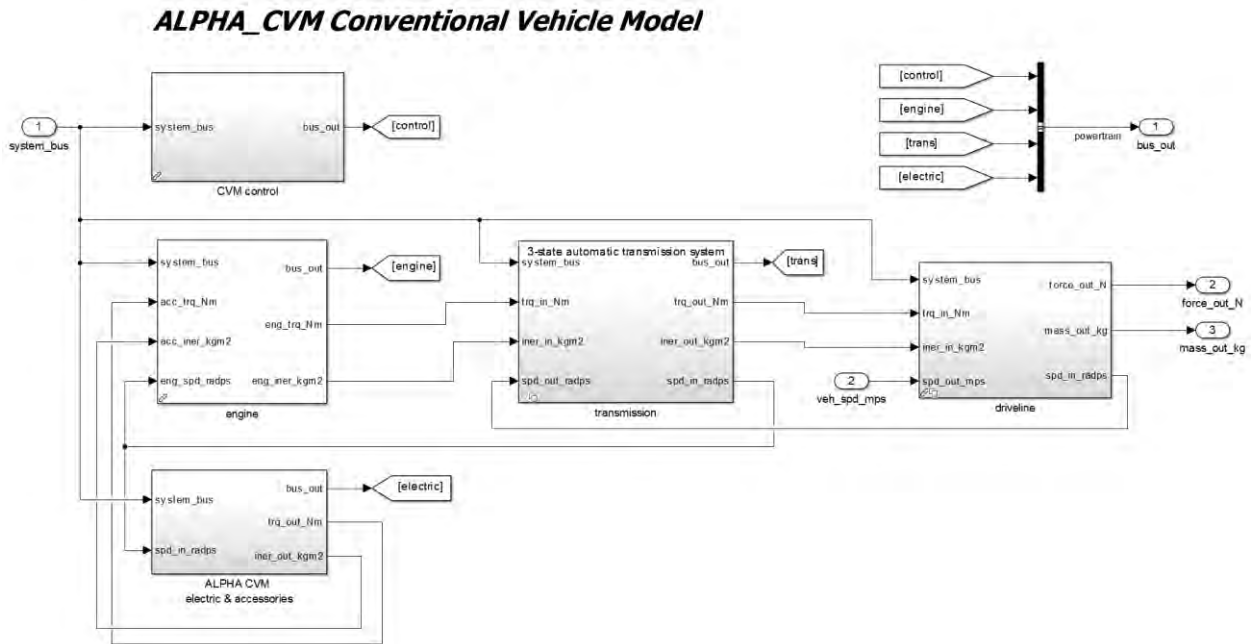 ALPHA_CVM Conventional Vehicle Model
1
system_bus
system_bus
bus_out
CVM control
[control]
[control]
[engine]
[trans]
[electric]
powertrain
1
bus_out
system_bus
acc_trq_Nm
acc_iner_kgm2
eng_spd_radps
bus_out
eng_trq_Nm
eng_iner_kgm2
engine
[engine]
3-state automatic transmission system
system_bus
trq_in_Nm
iner_in_kgm2
spd_out_radps
bus_out
trq_out_Nm
iner_out_kgm2
spd_in_radps
transmission
[trans]
2
veh_spd_mps
system_bus
trq_in_Nm
iner_in_kgm2
spd_out_mps
force_out_N
mass_out_kg
spd_in_radps
driveline
2
force_out_N
3
mass_out_kg
system_bus
spd_in_radps
bus_out
trq_out_Nm
iner_out_kgm2
ALPHA CVM
electric & accessories
[electric]